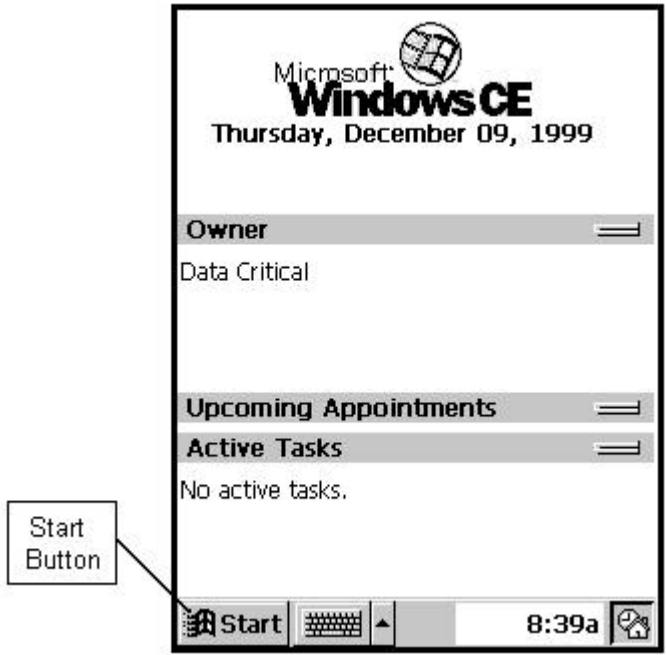 Microsoft
Windows CE
Thursday, December 09, 1999
Owner
Data Critical
Upcoming Appointments
Active Tasks
No active tasks.
Start
Button
Start
8:39a